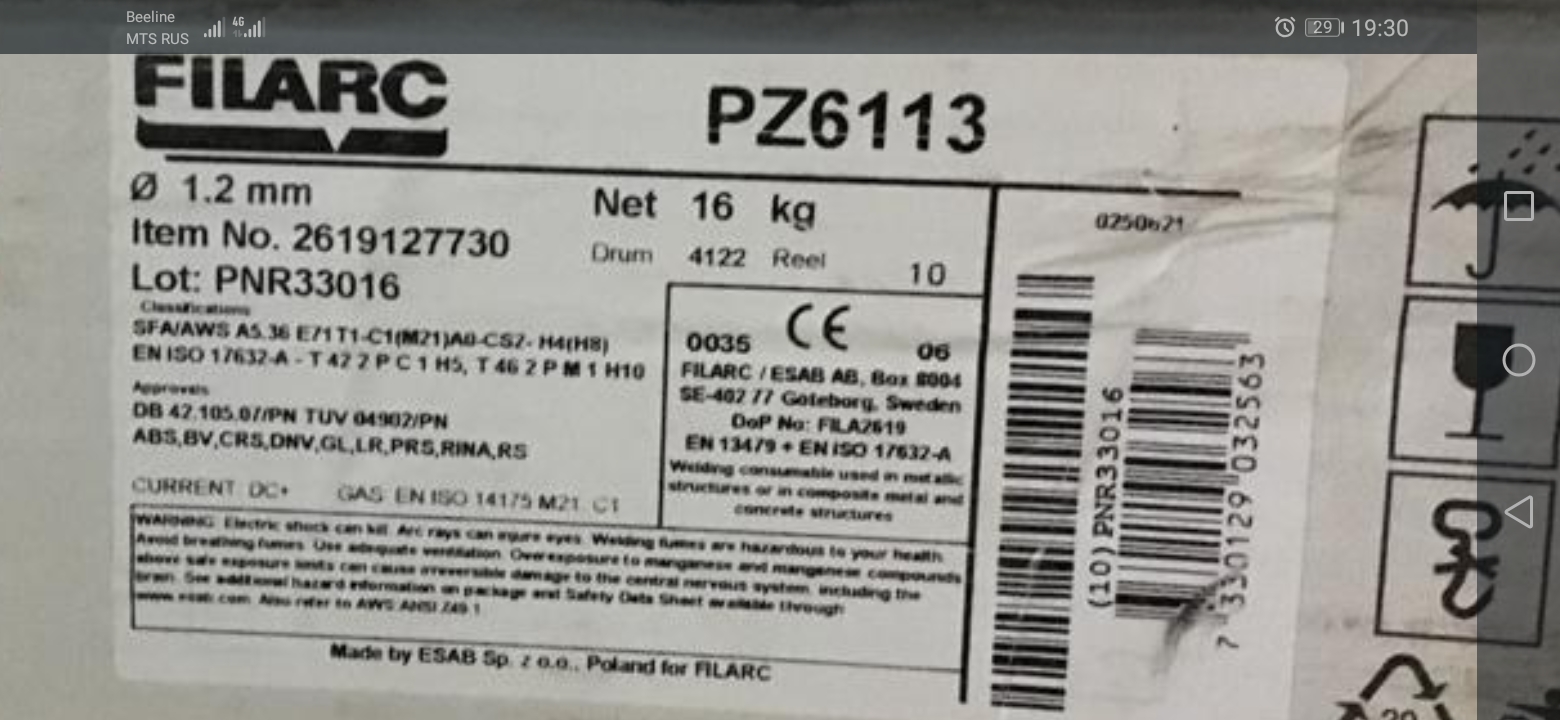 Beeline
MTS RUS
4G
29
19:30
FILARC
PZ6113
Ø 1.2 mm
Net 16 kg
Item No. 2619127730
Drum 4122 Reel 10
Lot: PNR33016
Classifications
SFA/AWS A5.36 E71T1-C1(M21)A0-CS2- H4(H8)
EN ISO 17632-A - T 42 2 P C 1 H5, T 46 2 P M 1 H10
Approvals
DB 42.105.07/PN TUV 04902/PN
ABS,BV,CRS,DNV,GL,LR,PRS,RINA,RS
CURRENT DC+ GAS EN ISO 14175 M21, C1
0035 CE 06
FILARC / ESAB AB, Box 8004
SE-402 77 Göteborg, Sweden
DoP No: FILA2619
EN 13479 + EN ISO 17632-A
Welding consumable used in metallic
structures or in composite metal and
concrete structures
0250621
(10) PNR33016
7 330129 032563
WARNING: Electric shock can kill. Arc rays can injure eyes. Welding fumes are hazardous to your health.
Avoid breathing fumes. Use adequate ventilation. Overexposure to manganese and manganese compounds
above safe exposure limits can cause irreversible damage to the central nervous system, including the
brain. See additional hazard information on package and Safety Data Sheet available through
www.esab.com. Also refer to AWS ANSI Z49.1
Made by ESAB Sp. z o.o., Poland for FILARC
20